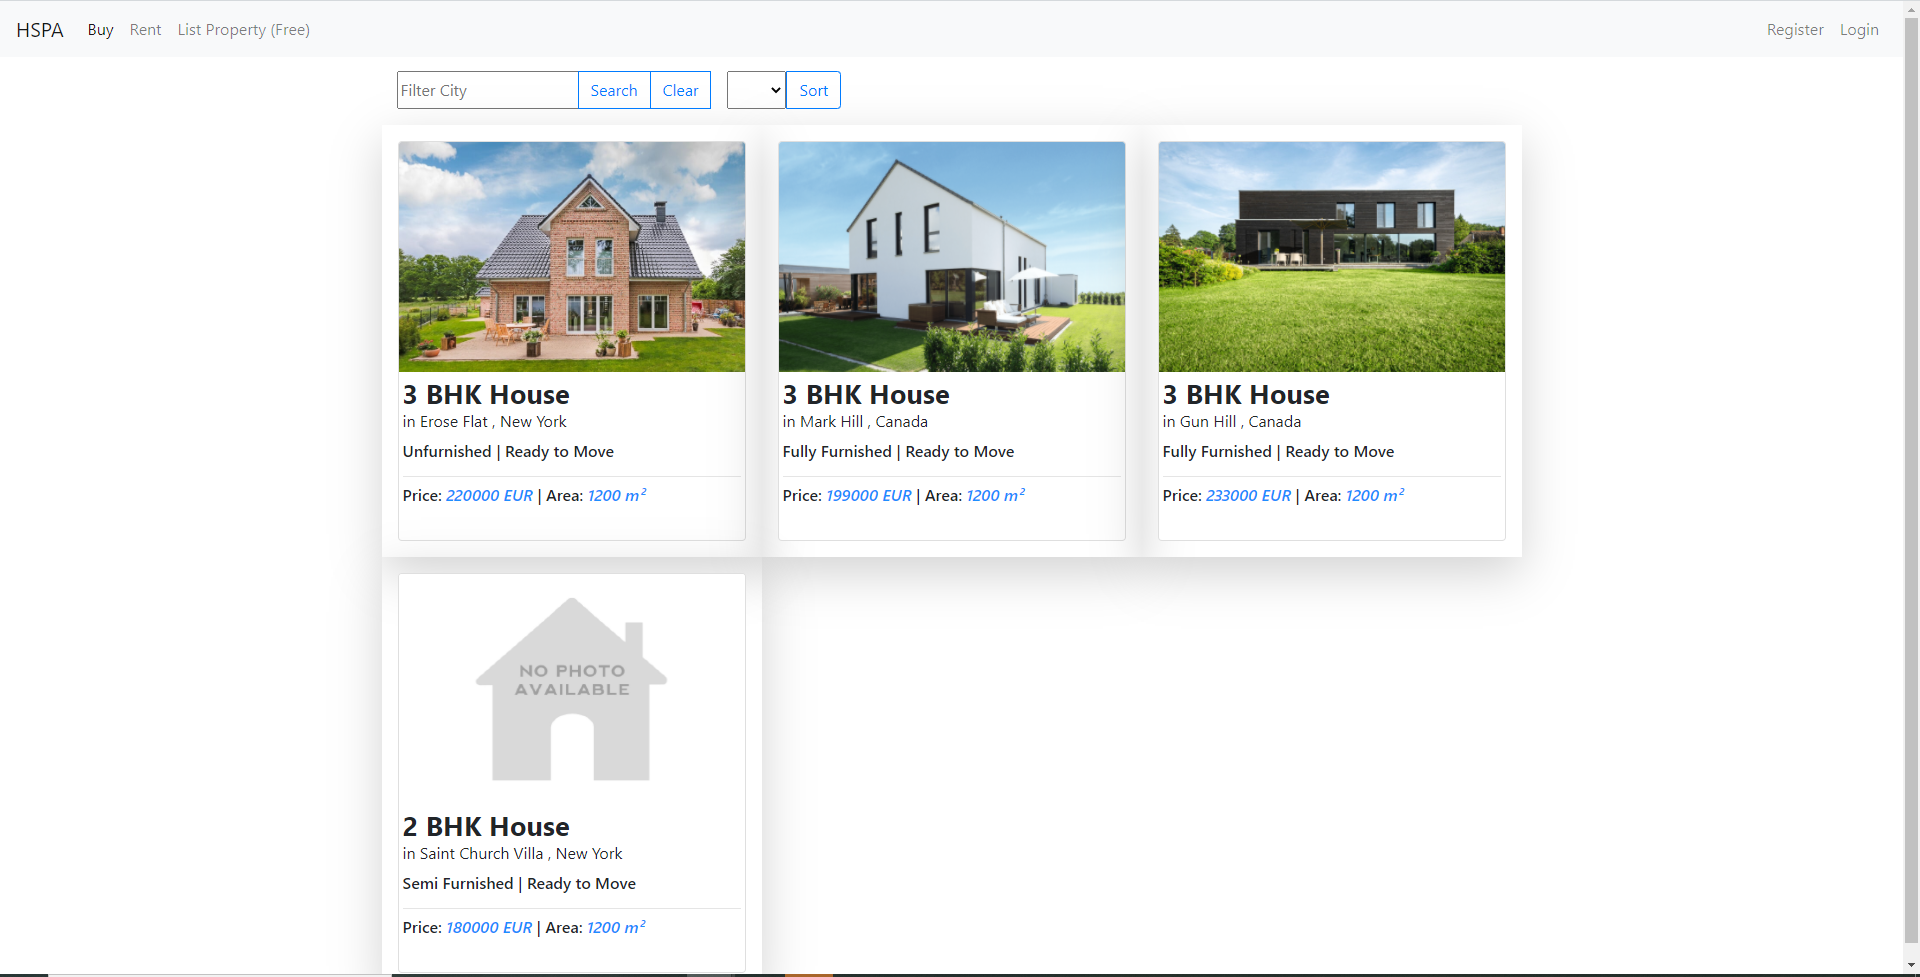 HSPA Buy Rent List Property (Free) Register Login
Filter City Search Clear Sort
3 BHK House
in Erose Flat , New York
Unfurnished | Ready to Move
Price: 220000 EUR | Area: 1200 m²
3 BHK House
in Mark Hill , Canada
Fully Furnished | Ready to Move
Price: 199000 EUR | Area: 1200 m²
3 BHK House
in Gun Hill , Canada
Fully Furnished | Ready to Move
Price: 233000 EUR | Area: 1200 m²
NO PHOTO
AVAILABLE
2 BHK House
in Saint Church Villa , New York
Semi Furnished | Ready to Move
Price: 180000 EUR | Area: 1200 m²